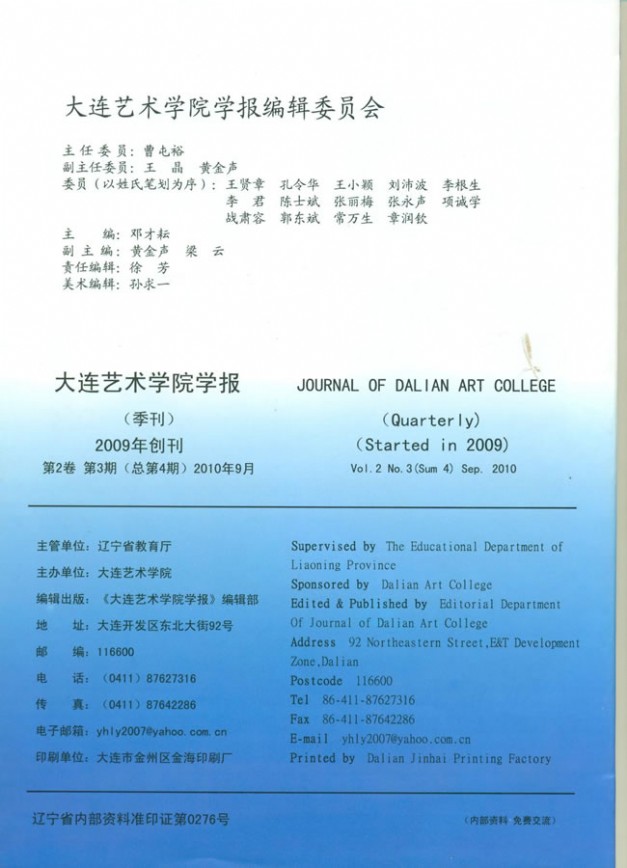 大连艺术学院学报编辑委员会
主任委员：曹屯裕
副主任委员：王 晶 黄金声
委员（以姓氏笔划为序）：王贤章 孔令华 王小颖 刘沛波 李根生
李 君 陈士斌 张丽梅 张永声 项诚学
战肃容 郭东斌 常万生 章润钦
主 编：邓才耘
副 主 编：黄金声 梁 云
责任编辑：徐 芳
美术编辑：孙求一
大连艺术学院学报
（季刊）
2009年创刊
第2卷 第3期（总第4期）2010年9月
JOURNAL OF DALIAN ART COLLEGE
(Quarterly)
(Started in 2009)
Vol.2 No.3(Sum 4) Sep. 2010
主管单位：辽宁省教育厅
主办单位：大连艺术学院
编辑出版：《大连艺术学院学报》编辑部
地 址：大连开发区东北大街92号
邮 编：116600
电 话：（0411）87627316
传 真：（0411）87642286
电子邮箱：yhly2007@yahoo.com.cn
印刷单位：大连市金州区金海印刷厂
Supervised by The Educational Department of
Liaoning Province
Sponsored by Dalian Art College
Edited & Published by Editorial Department
Of Journal of Dalian Art College
Address 92 Northeastern Street,E&T Development
Zone,Dalian
Postcode 116600
Tel 86-411-87627316
Fax 86-411-87642286
E-mail yhly2007@yahoo.com.cn
Printed by Dalian Jinhai Printing Factory
辽宁省内部资料准印证第0276号
（内部资料 免费交流）